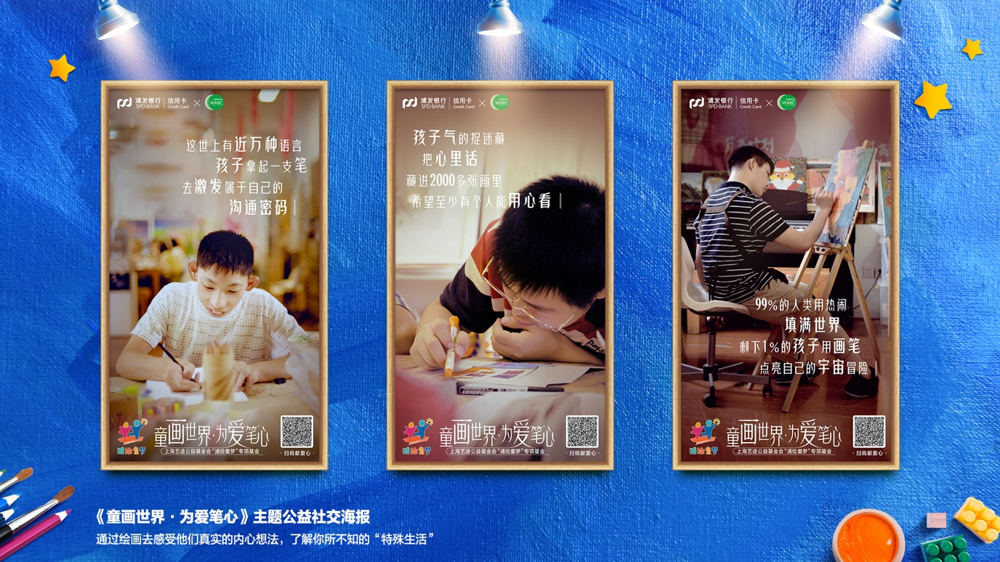 浦发银行 信用卡
SPD BANK Credit Card × WABC
这世上有近万种语言
孩子拿起一支笔
去激发属于自己的
沟通密码
童画世界·为爱笔心
浦绘童梦
上海艺途公益基金会“浦绘童梦”专项基金
·扫码献爱心·
浦发银行 信用卡
SPD BANK Credit Card × WABC
孩子气的捉迷藏
把心里话
藏进2000多张画里
希望至少有个人能用心看
童画世界·为爱笔心
浦绘童梦
上海艺途公益基金会“浦绘童梦”专项基金
·扫码献爱心·
浦发银行 信用卡
SPD BANK Credit Card × WABC
99%的人类用热闹
填满世界
剩下1%的孩子用画笔
点亮自己的宇宙冒险
童画世界·为爱笔心
浦绘童梦
上海艺途公益基金会“浦绘童梦”专项基金
·扫码献爱心·
《童画世界·为爱笔心》主题公益社交海报
通过绘画去感受他们真实的内心想法，了解你所不知的“特殊生活”